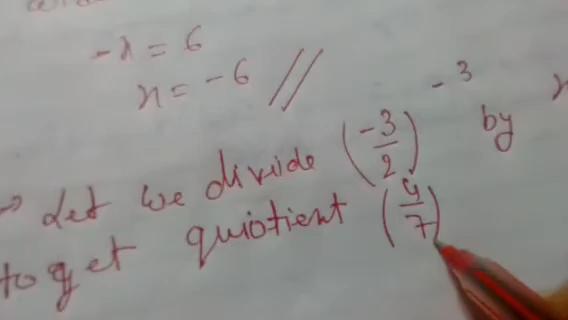 -x = 6
x = -6 //
→ Let we divide (-3/2)^-3 by x
to get quiotient (4/7)